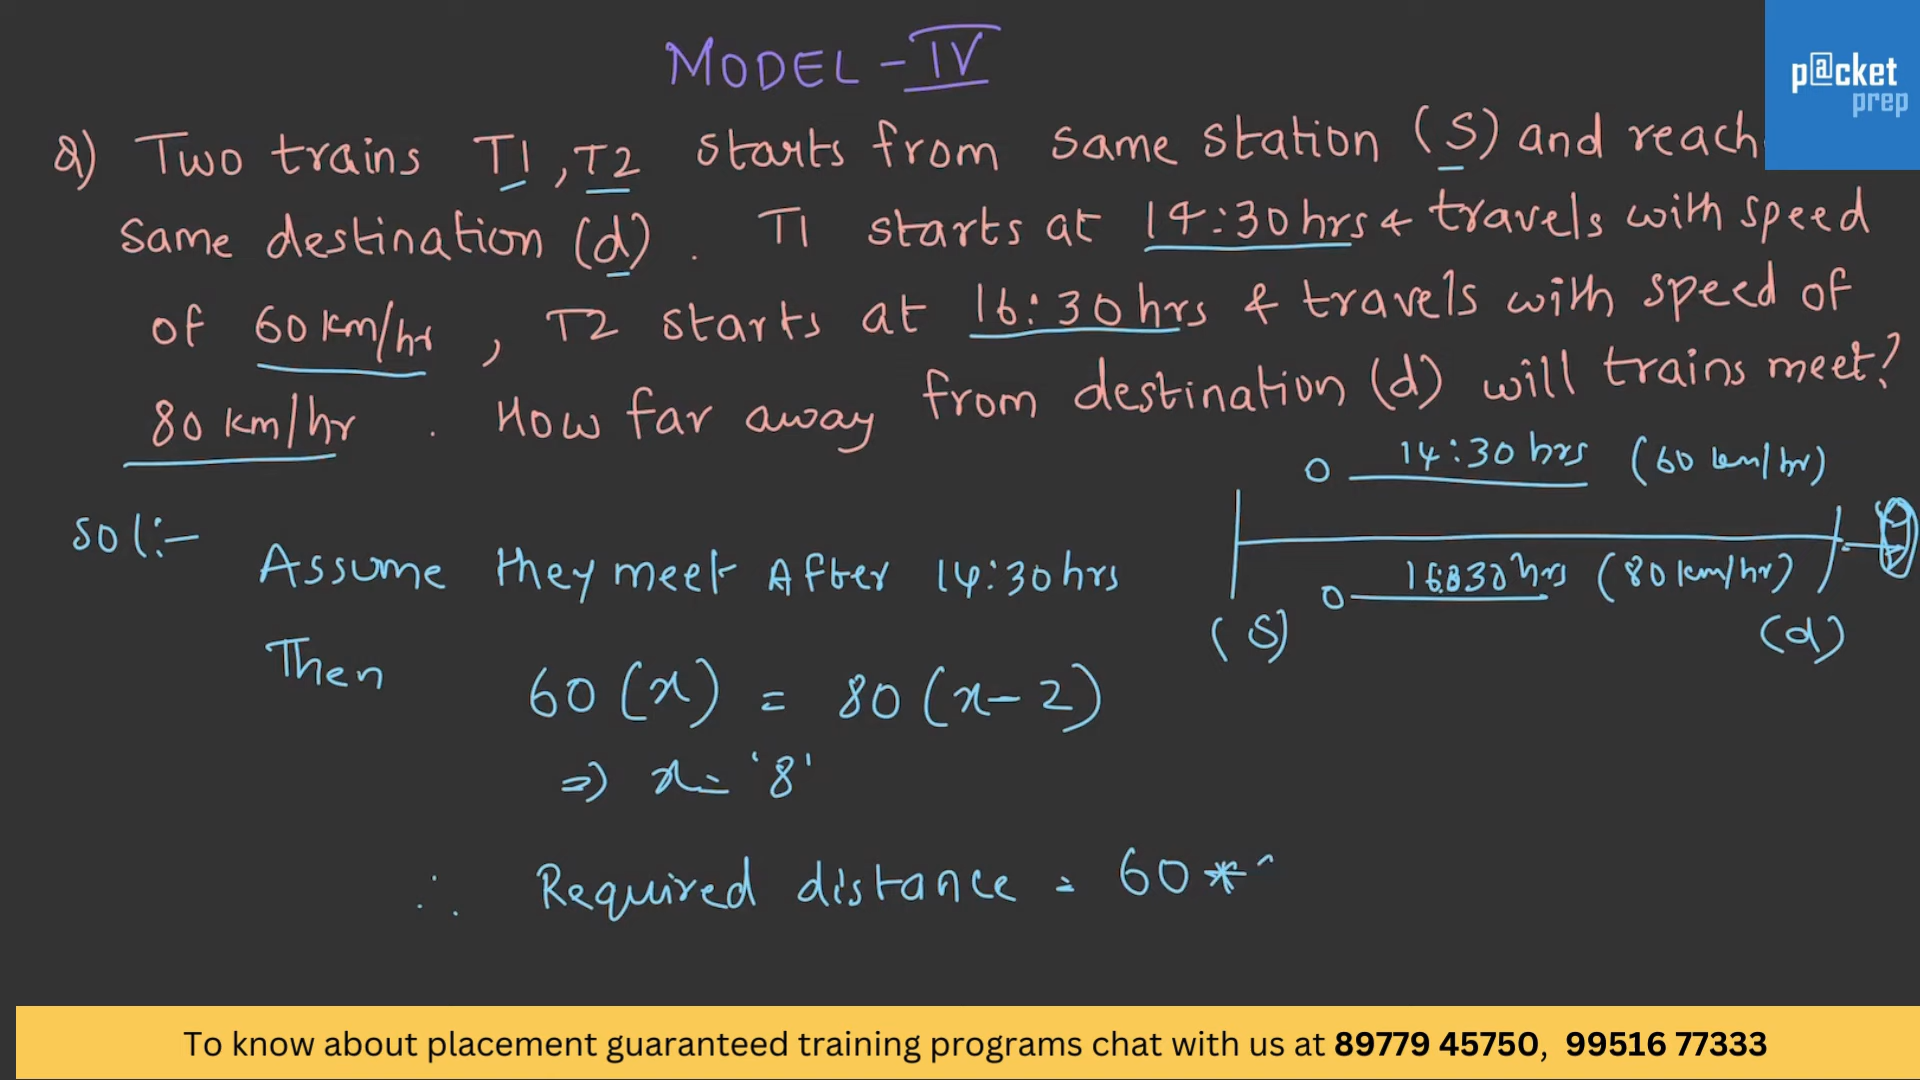 MODEL - IV
p@cket
prep
Q) Two trains T1, T2 starts from same station (S) and reach
same destination (d). T1 starts at 14:30 hrs & travels with speed
of 60 km/hr, T2 starts at 16:30 hrs & travels with speed of
80 km/hr. How far away from destination (d) will trains meet?
14:30 hrs (60 km/hr)
16:30 hrs (80 km/hr)
(S) (d)
Sol:-
Assume they meet After 14:30 hrs
Then
60 (x) = 80 (x-2)
⇒ x = '8'
∴ Required distance = 60 *
To know about placement guaranteed training programs chat with us at 89779 45750, 99516 77333